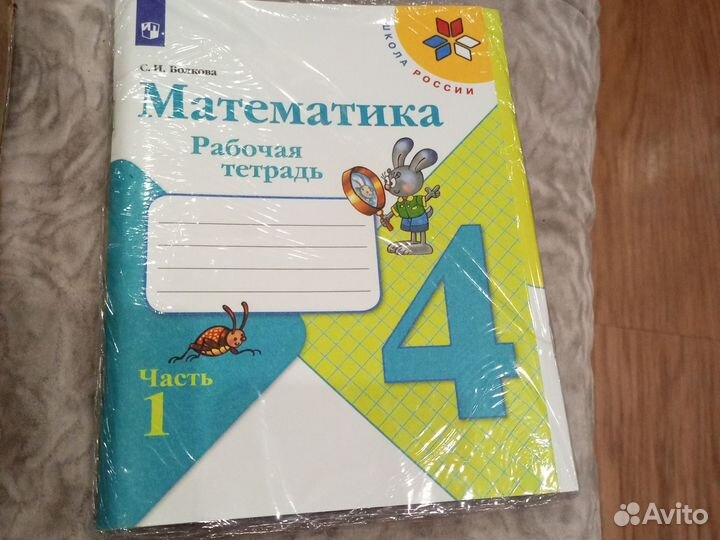 С. И. Волкова
Математика
Рабочая
тетрадь
ШКОЛА РОССИИ
4
Часть
1
Avito